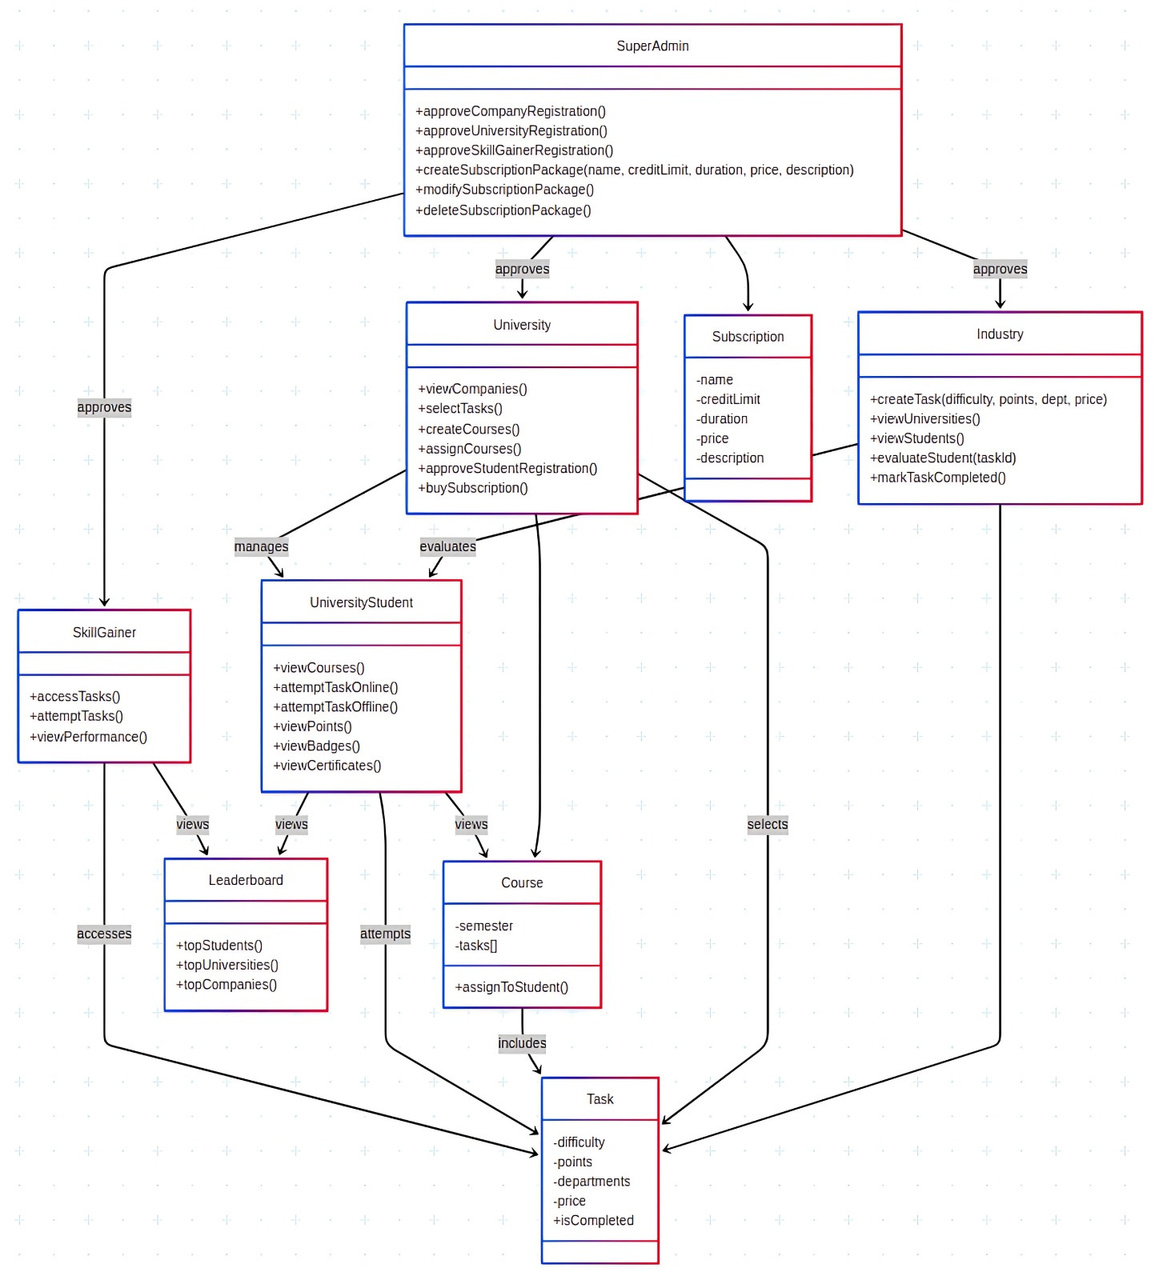 SuperAdmin
+approveCompanyRegistration()
+approveUniversityRegistration()
+approveSkillGainerRegistration()
+createSubscriptionPackage(name, creditLimit, duration, price, description)
+modifySubscriptionPackage()
+deleteSubscriptionPackage()
approves
approves
University
+viewCompanies()
+selectTasks()
+createCourses()
+assignCourses()
+approveStudentRegistration()
+buySubscription()
Subscription
-name
-creditLimit
-duration
-price
-description
Industry
+createTask(difficulty, points, dept, price)
+viewUniversities()
+viewStudents()
+evaluateStudent(taskId)
+markTaskCompleted()
approves
manages
evaluates
SkillGainer
+accessTasks()
+attemptTasks()
+viewPerformance()
UniversityStudent
+viewCourses()
+attemptTaskOnline()
+attemptTaskOffline()
+viewPoints()
+viewBadges()
+viewCertificates()
views
views
views
selects
Leaderboard
+topStudents()
+topUniversities()
+topCompanies()
Course
-semester
-tasks[]
+assignToStudent()
accesses
attempts
includes
Task
-difficulty
-points
-departments
-price
+isCompleted